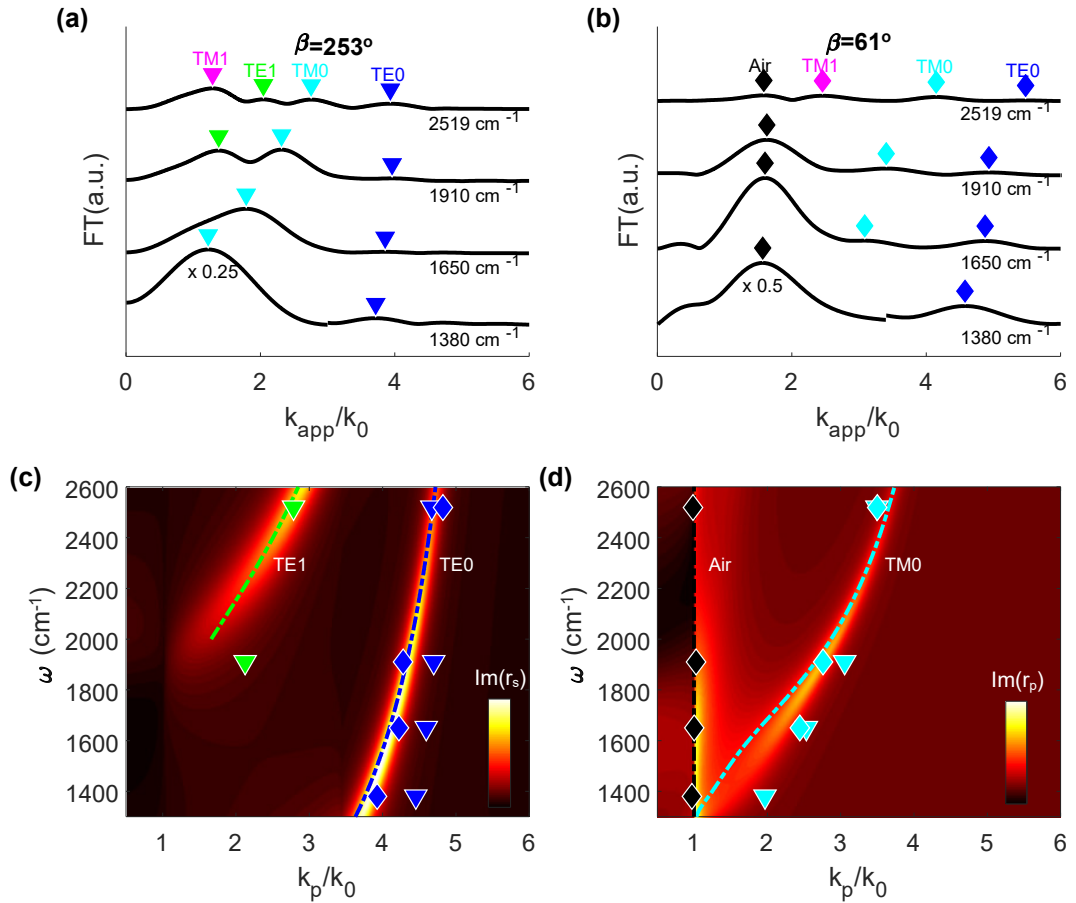 (a)
β=253°
TM1 TE1 TM0 TE0
2519 cm⁻¹
1910 cm⁻¹
1650 cm⁻¹
x 0.25
1380 cm⁻¹
FT(a.u.)
0 2 4 6
k_app/k_0
(b)
β=61°
Air TM1 TM0 TE0
2519 cm⁻¹
1910 cm⁻¹
1650 cm⁻¹
x 0.5
1380 cm⁻¹
FT(a.u.)
0 2 4 6
k_app/k_0
(c)
2600
2400
2200
2000
1800
1600
1400
ω (cm⁻¹)
TE1 TE0
Im(r_s)
1 2 3 4 5 6
k_p/k_0
(d)
2600
2400
2200
2000
1800
1600
1400
ω (cm⁻¹)
Air TM0
Im(r_p)
1 2 3 4 5 6
k_p/k_0